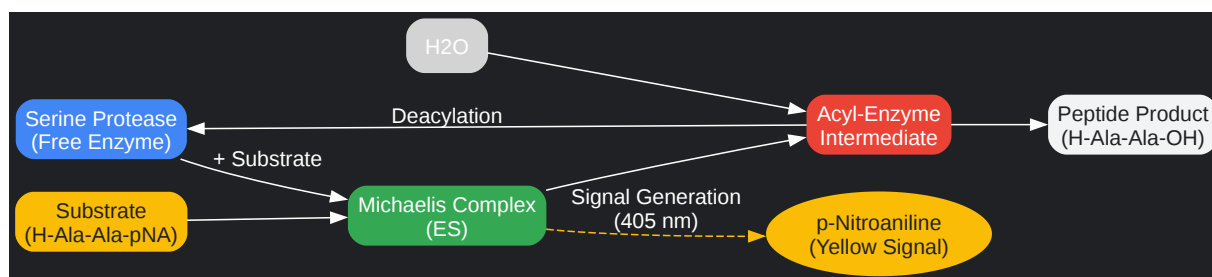 H2O
Serine Protease
(Free Enzyme)
Deacylation
Acyl-Enzyme
Intermediate
Peptide Product
(H-Ala-Ala-OH)
+ Substrate
Substrate
(H-Ala-Ala-pNA)
Michaelis Complex
(ES)
Signal Generation
(405 nm)
p-Nitroaniline
(Yellow Signal)